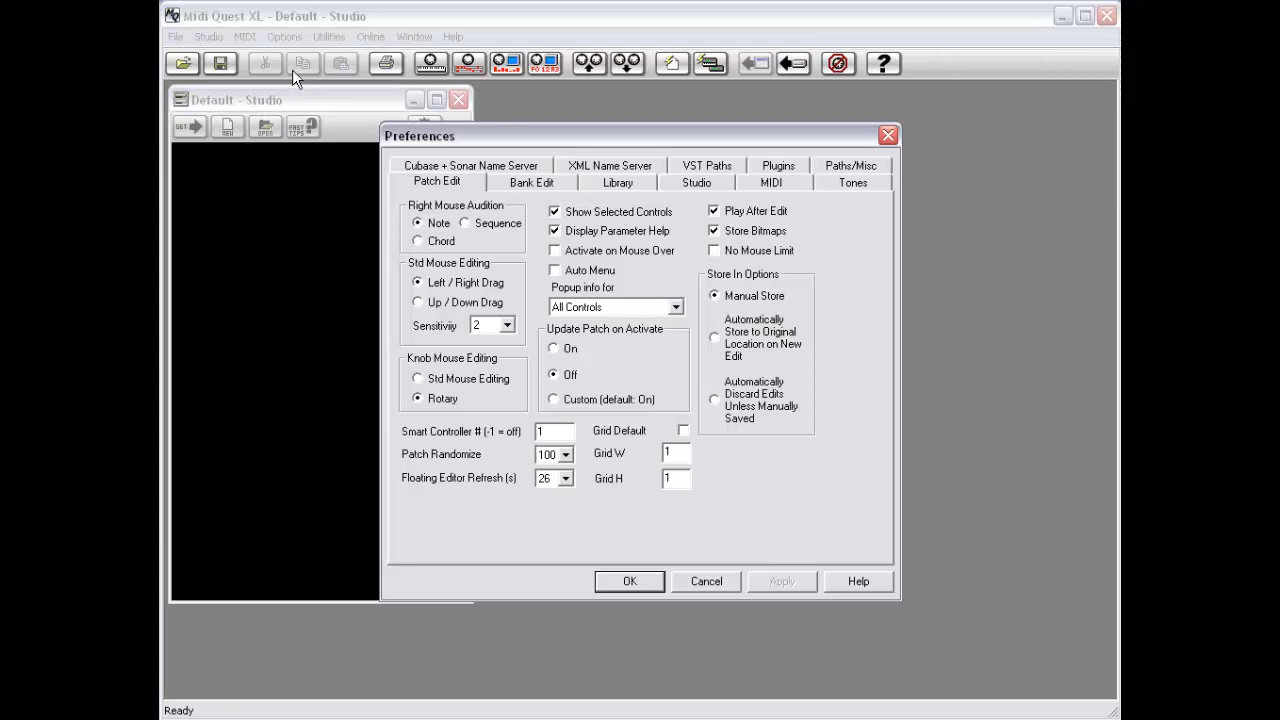 Midi Quest XL - Default - Studio
File Studio MIDI Options Utilities Online Window Help
Default - Studio
GET NEW OPEN FAST TIPS
Preferences
Cubase + Sonar Name Server XML Name Server VST Paths Plugins Paths/Misc
Patch Edit Bank Edit Library Studio MIDI Tones
Right Mouse Audition
Note Sequence
Chord
Std Mouse Editing
Left / Right Drag
Up / Down Drag
Sensitiviiy 2
Knob Mouse Editing
Std Mouse Editing
Rotary
Show Selected Controls
Display Parameter Help
Activate on Mouse Over
Auto Menu
Popup info for
All Controls
Update Patch on Activate
On
Off
Custom (default: On)
Play After Edit
Store Bitmaps
No Mouse Limit
Store In Options
Manual Store
Automatically
Store to Original
Location on New
Edit
Automatically
Discard Edits
Unless Manually
Saved
Smart Controller # (-1 = off) 1 Grid Default
Patch Randomize 100 Grid W 1
Floating Editor Refresh (s) 26 Grid H 1
OK Cancel Apply Help
Ready